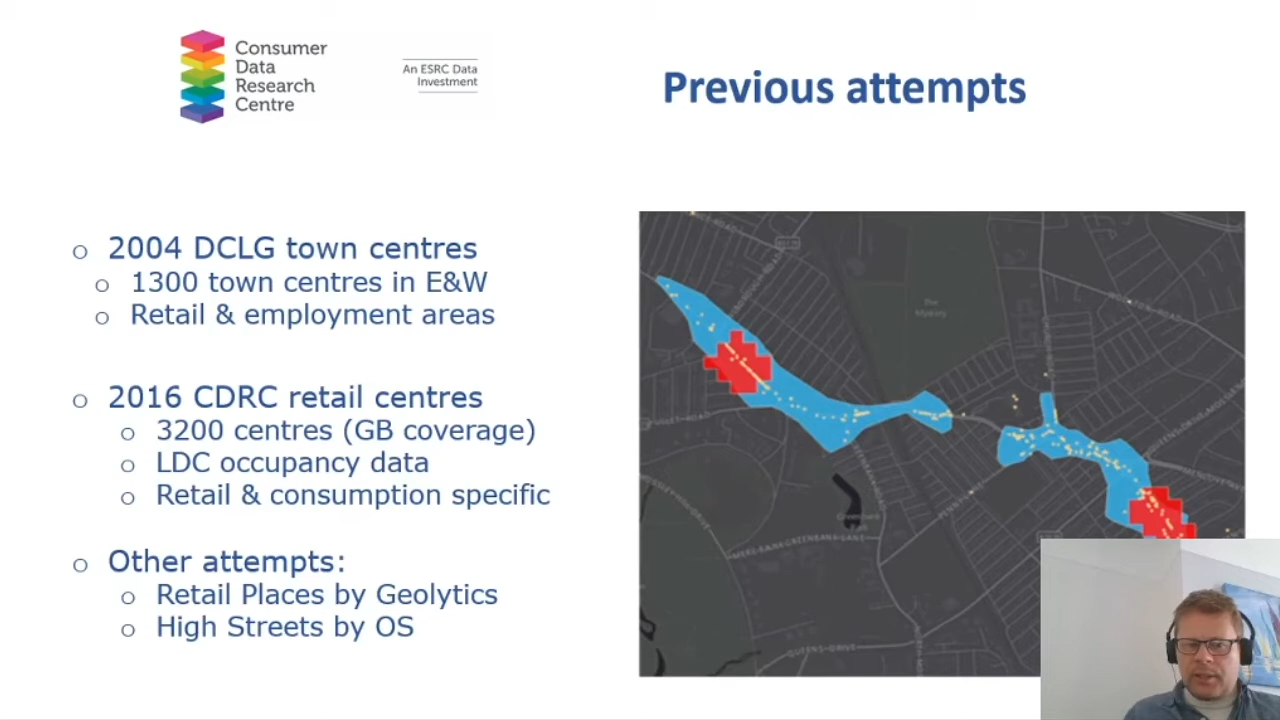 Consumer
Data
Research
Centre
An ESRC Data
Investment
Previous attempts
o 2004 DCLG town centres
o 1300 town centres in E&W
o Retail & employment areas
o 2016 CDRC retail centres
o 3200 centres (GB coverage)
o LDC occupancy data
o Retail & consumption specific
o Other attempts:
o Retail Places by Geolytics
o High Streets by OS
The
Mystery